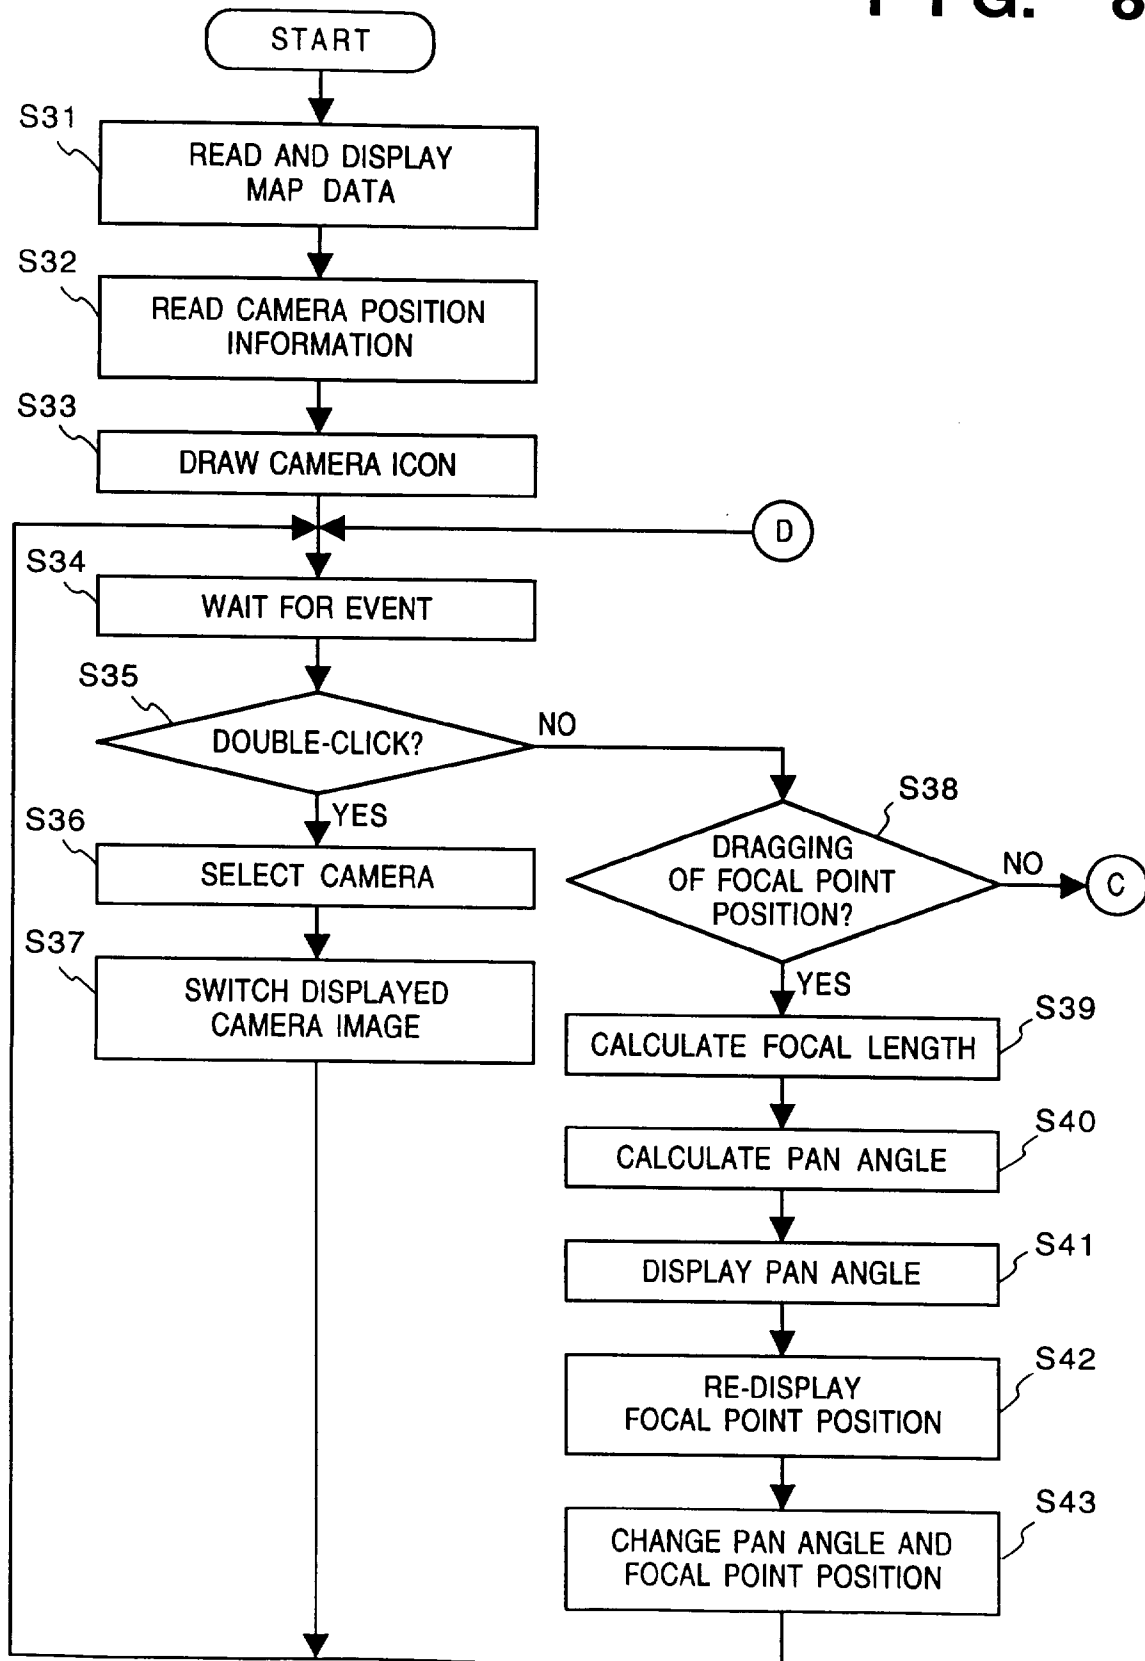 FIG. 8
START
S31
READ AND DISPLAY
MAP DATA
S32
READ CAMERA POSITION
INFORMATION
S33
DRAW CAMERA ICON
D
S34
WAIT FOR EVENT
S35
DOUBLE-CLICK?
NO
YES
S36
SELECT CAMERA
S37
SWITCH DISPLAYED
CAMERA IMAGE
S38
DRAGGING
OF FOCAL POINT
POSITION?
NO
C
YES
S39
CALCULATE FOCAL LENGTH
S40
CALCULATE PAN ANGLE
S41
DISPLAY PAN ANGLE
S42
RE-DISPLAY
FOCAL POINT POSITION
S43
CHANGE PAN ANGLE AND
FOCAL POINT POSITION